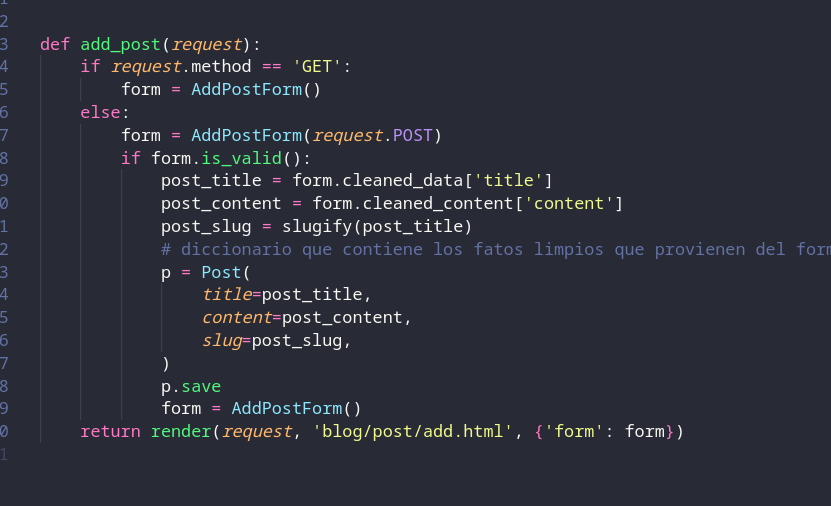 1
2
3 def add_post(request):
4     if request.method == 'GET':
5         form = AddPostForm()
6     else:
7         form = AddPostForm(request.POST)
8         if form.is_valid():
9             post_title = form.cleaned_data['title']
0             post_content = form.cleaned_content['content']
1             post_slug = slugify(post_title)
2             # diccionario que contiene los fatos limpios que provienen del form
3             p = Post(
4                 title=post_title,
5                 content=post_content,
6                 slug=post_slug,
7             )
8             p.save
9             form = AddPostForm()
0     return render(request, 'blog/post/add.html', {'form': form})
1